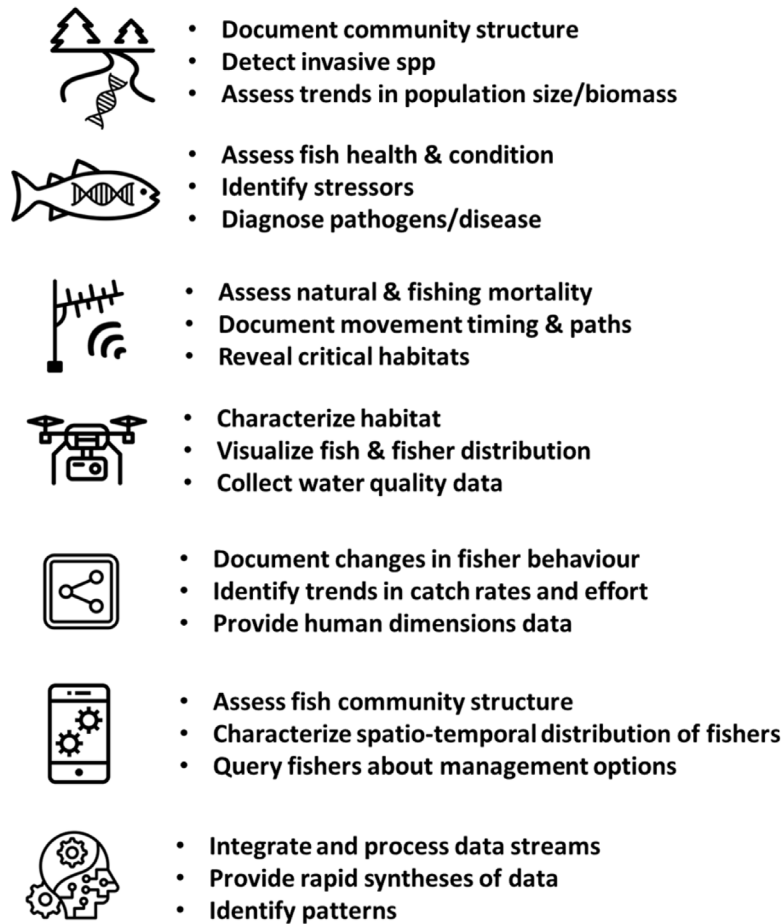 • Document community structure
• Detect invasive spp
• Assess trends in population size/biomass
• Assess fish health & condition
• Identify stressors
• Diagnose pathogens/disease
• Assess natural & fishing mortality
• Document movement timing & paths
• Reveal critical habitats
• Characterize habitat
• Visualize fish & fisher distribution
• Collect water quality data
• Document changes in fisher behaviour
• Identify trends in catch rates and effort
• Provide human dimensions data
• Assess fish community structure
• Characterize spatio-temporal distribution of fishers
• Query fishers about management options
• Integrate and process data streams
• Provide rapid syntheses of data
• Identify patterns